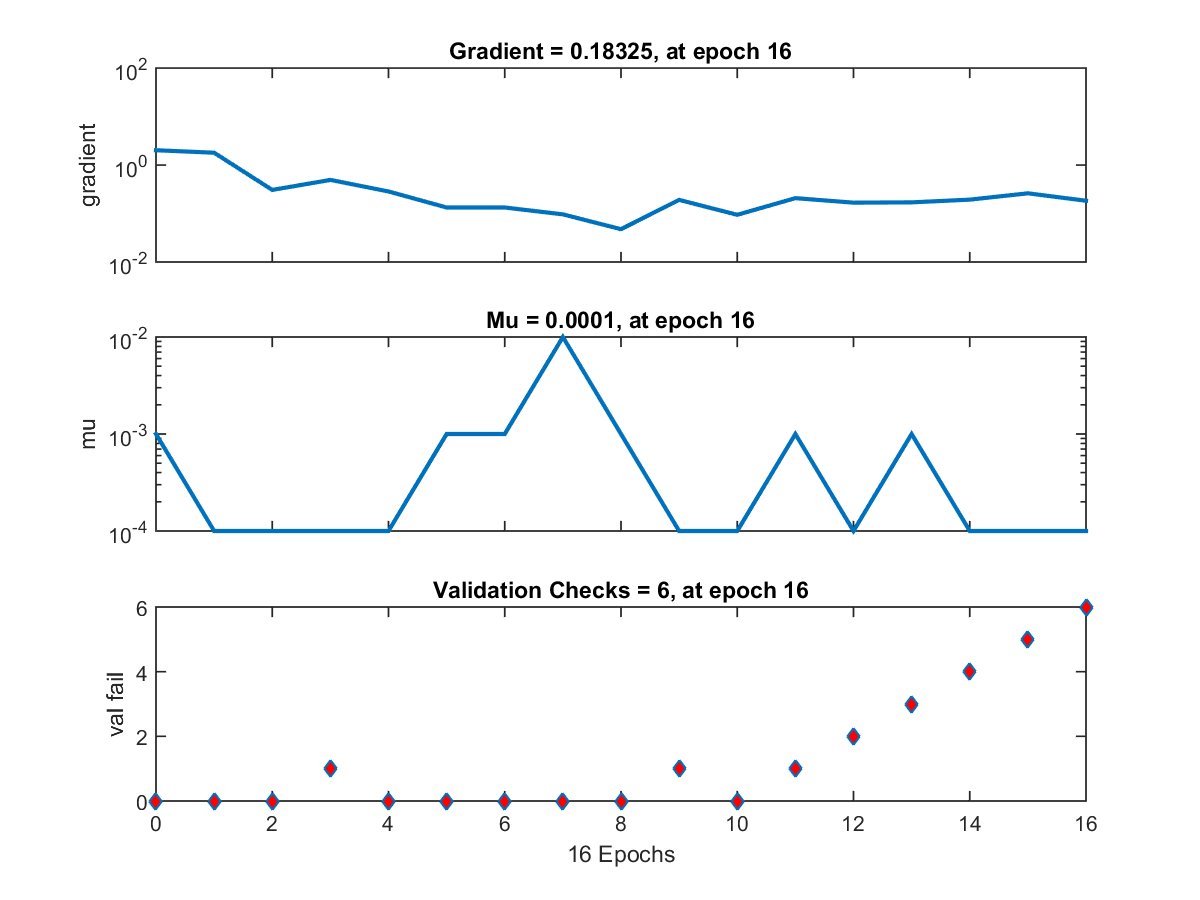 Gradient = 0.18325, at epoch 16
10^2
10^0
10^-2
gradient
Mu = 0.0001, at epoch 16
10^-2
10^-3
10^-4
mu
Validation Checks = 6, at epoch 16
6
4
2
0
val fail
0 2 4 6 8 10 12 14 16
16 Epochs